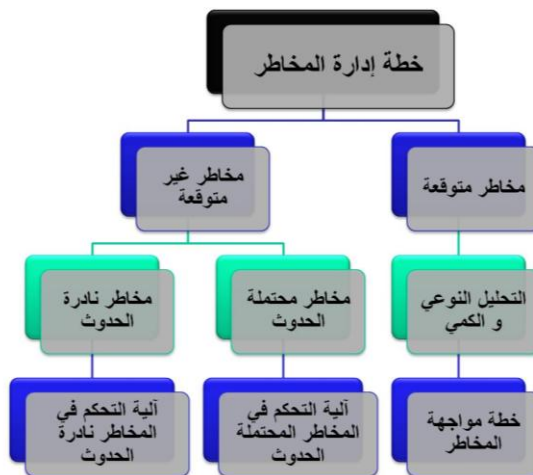 خطة إدارة المخاطر
مخاطر متوقعة
مخاطر غير
متوقعة
التحليل النوعي
و الكمي
مخاطر محتملة
الحدوث
مخاطر نادرة
الحدوث
خطة مواجهة
المخاطر
آلية التحكم في
المخاطر المحتملة
الحدوث
آلية التحكم في
المخاطر نادرة
الحدوث